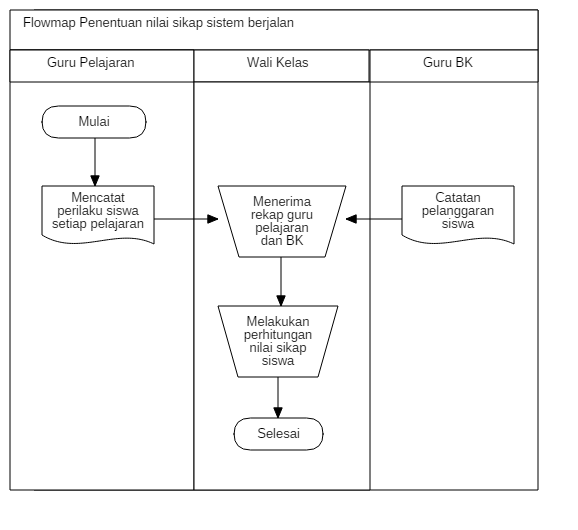 Flowmap Penentuan nilai sikap sistem berjalan
Guru Pelajaran
Wali Kelas
Guru BK
Mulai
Mencatat
perilaku siswa
setiap pelajaran
Menerima
rekap guru
pelajaran
dan BK
Catatan
pelanggaran
siswa
Melakukan
perhitungan
nilai sikap
siswa
Selesai